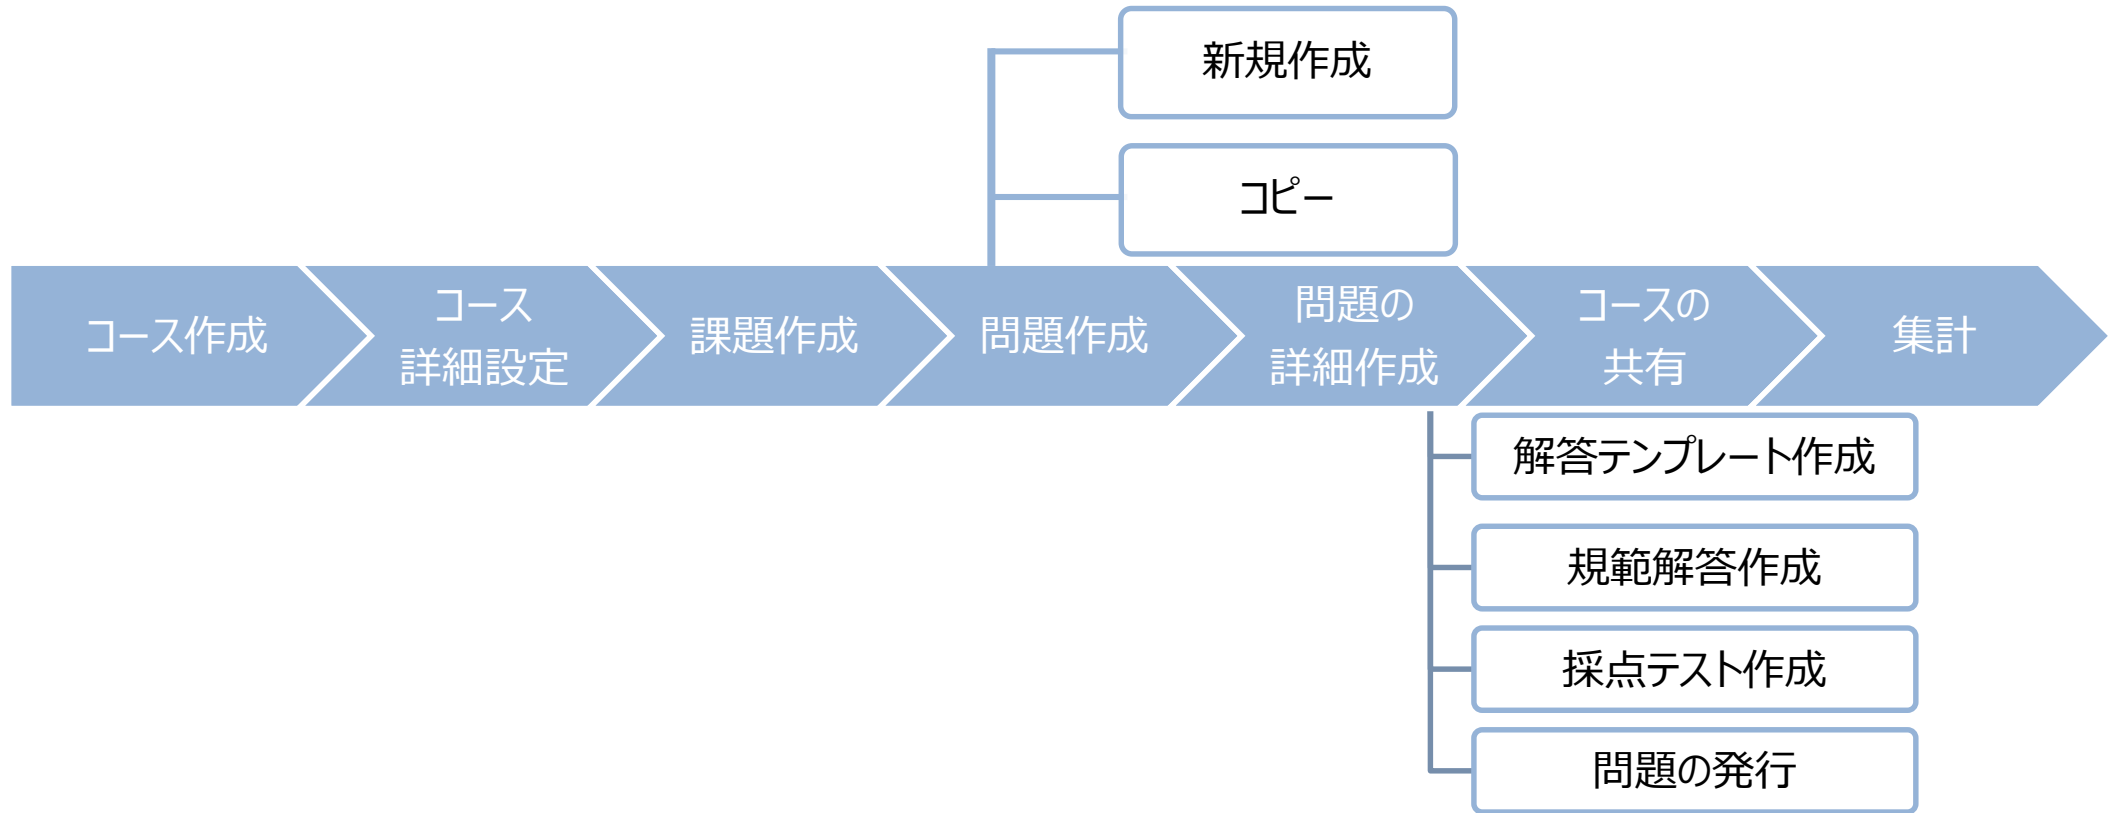 新規作成
コピー
コース作成
コース
詳細設定
課題作成
問題作成
問題の
詳細作成
コースの
共有
集計
解答テンプレート作成
規範解答作成
採点テスト作成
問題の発行